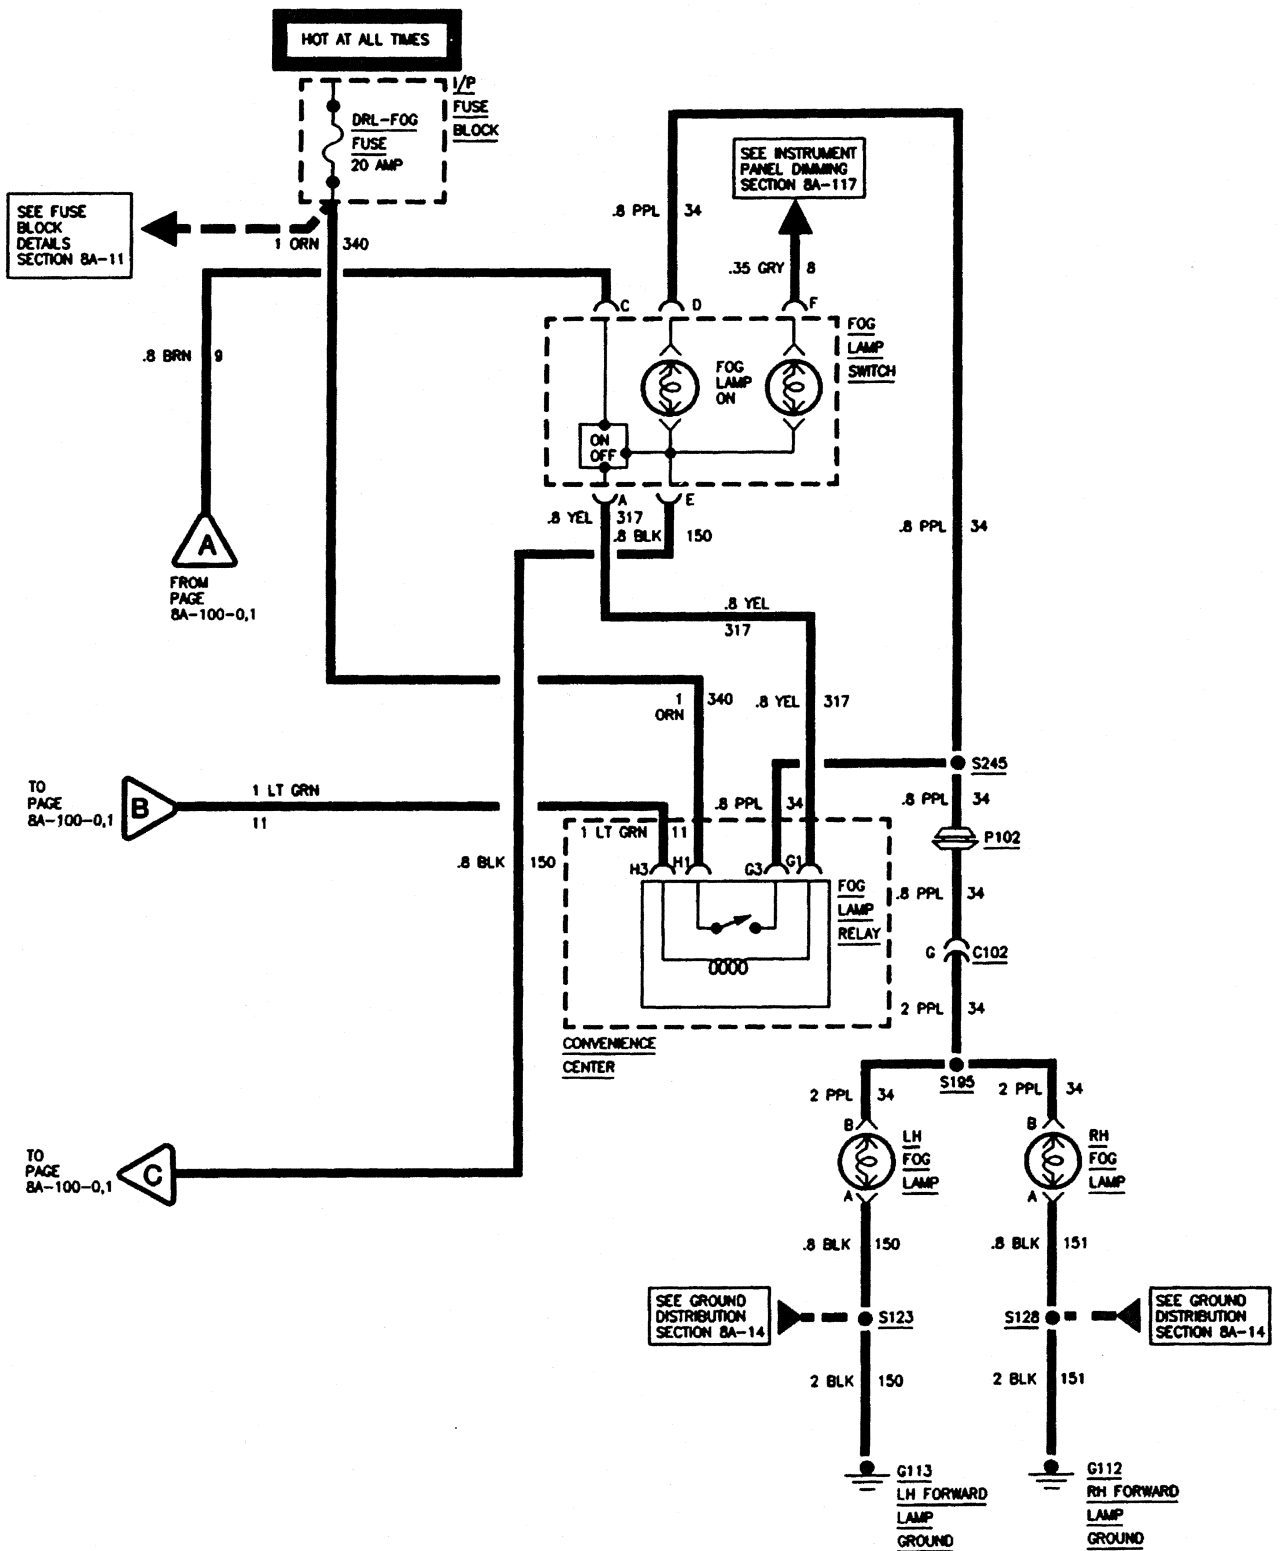 HOT AT ALL TIMES
I/P
FUSE
BLOCK
DRL-FOG
FUSE
20 AMP
SEE FUSE
BLOCK
DETAILS
SECTION 8A-11
1 ORN
340
SEE INSTRUMENT
PANEL DIMMING
SECTION 8A-117
.8 PPL
34
.35 GRY
8
C
D
F
FOG
LAMP
SWITCH
.8 BRN
9
FOG
LAMP
ON
ON
OFF
A
E
.8 YEL
317
.8 BLK
150
.8 PPL
34
A
FROM
PAGE
8A-100-0,1
.8 YEL
317
1
ORN
340
.8 YEL
317
S245
TO
PAGE
8A-100-0,1
B
1 LT GRN
11
.8 PPL
34
.8 PPL
34
1 LT GRN
11
P102
.8 BLK
150
H3
H1
G3
G1
FOG
LAMP
RELAY
.8 PPL
34
G
C102
2 PPL
34
CONVENIENCE
CENTER
S195
2 PPL
34
2 PPL
34
B
B
LH
FOG
LAMP
RH
FOG
LAMP
A
A
TO
PAGE
8A-100-0,1
C
.8 BLK
150
.8 BLK
151
SEE GROUND
DISTRIBUTION
SECTION 8A-14
S123
S128
SEE GROUND
DISTRIBUTION
SECTION 8A-14
2 BLK
150
2 BLK
151
G113
LH FORWARD
LAMP
GROUND
G112
RH FORWARD
LAMP
GROUND